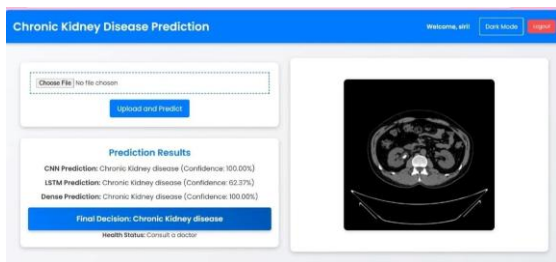 Chronic Kidney Disease Prediction
Welcome, siri!
Dark Mode
Logout
Choose File No file chosen
Upload and Predict
Prediction Results
CNN Prediction: Chronic Kidney disease (Confidence: 100.00%)
LSTM Prediction: Chronic Kidney disease (Confidence: 62.37%)
Dense Prediction: Chronic Kidney disease (Confidence: 100.00%)
Final Decision: Chronic Kidney disease
Health Status: Consult a doctor